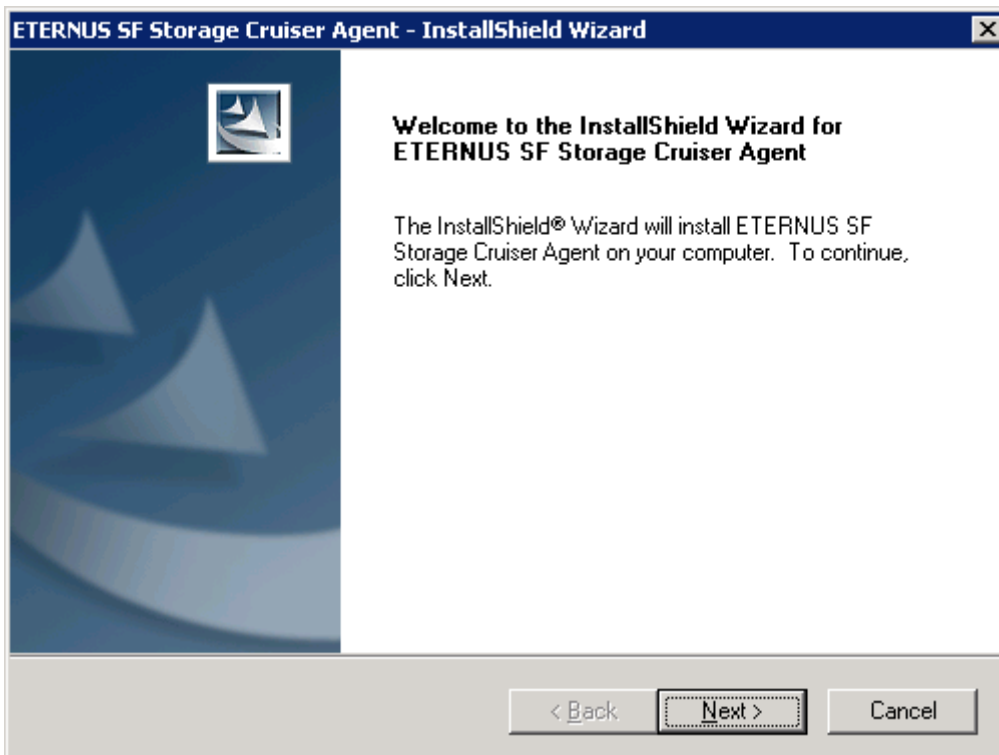 ETERNUS SF Storage Cruiser Agent - InstallShield Wizard
Welcome to the InstallShield Wizard for
ETERNUS SF Storage Cruiser Agent
The InstallShield® Wizard will install ETERNUS SF
Storage Cruiser Agent on your computer. To continue,
click Next.
< Back
Next >
Cancel